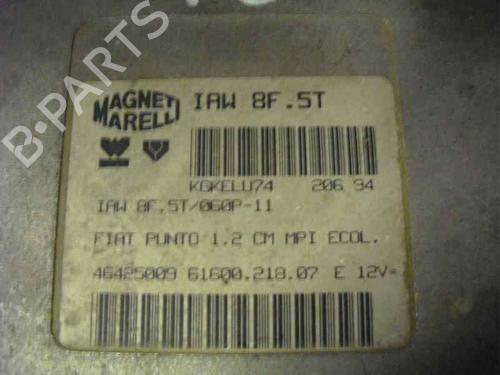 MAGNETI
MARELLI
IAW 8F.5T
KGKELU74 206 94
IAW 8F.5T/060P-11
FIAT PUNTO 1.2 CM MPI ECOL.
46425009 61600.218.07 E 12V=
B-PARTS